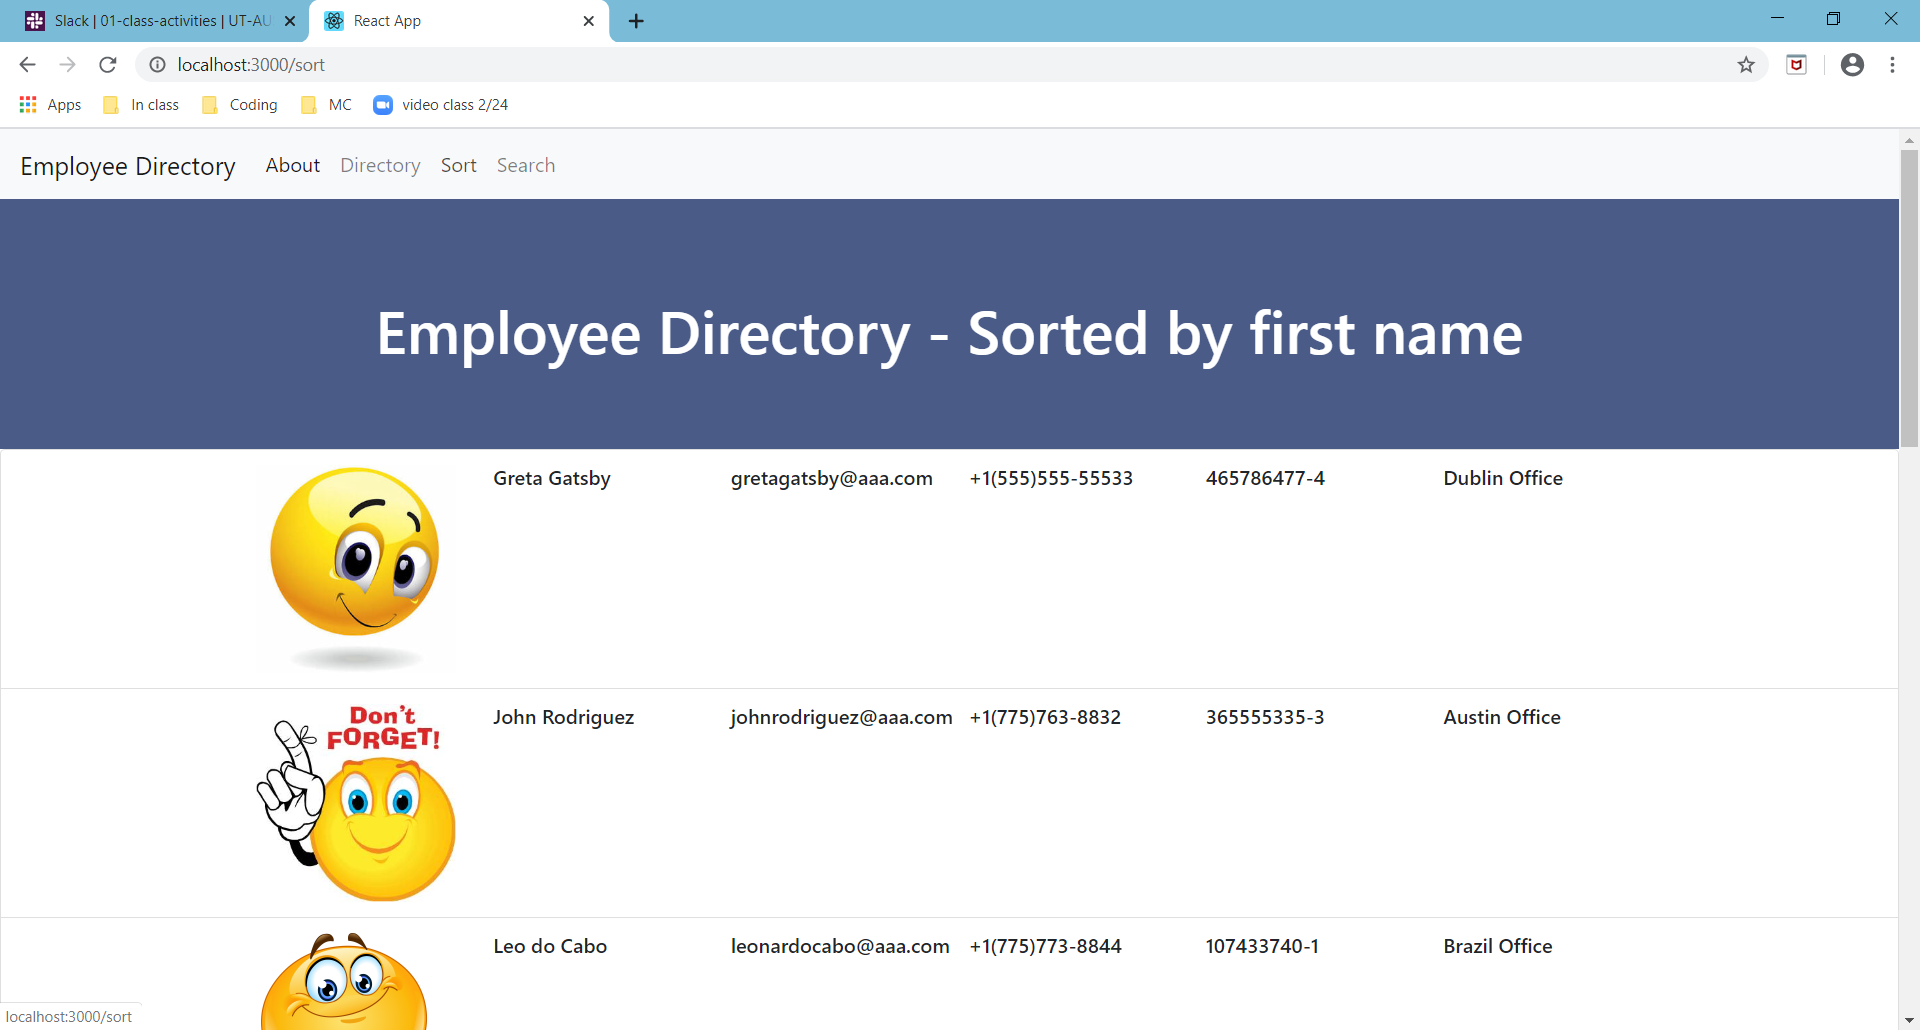 Slack | 01-class-activities | UT-AU
React App
localhost:3000/sort
Apps In class Coding MC video class 2/24
Employee Directory About Directory Sort Search
Employee Directory - Sorted by first name
Greta Gatsby gretagatsby@aaa.com +1(555)555-55533 465786477-4 Dublin Office
Don't
FORGET!
John Rodriguez johnrodriguez@aaa.com +1(775)763-8832 365555335-3 Austin Office
Leo do Cabo leonardocabo@aaa.com +1(775)773-8844 107433740-1 Brazil Office
localhost:3000/sort